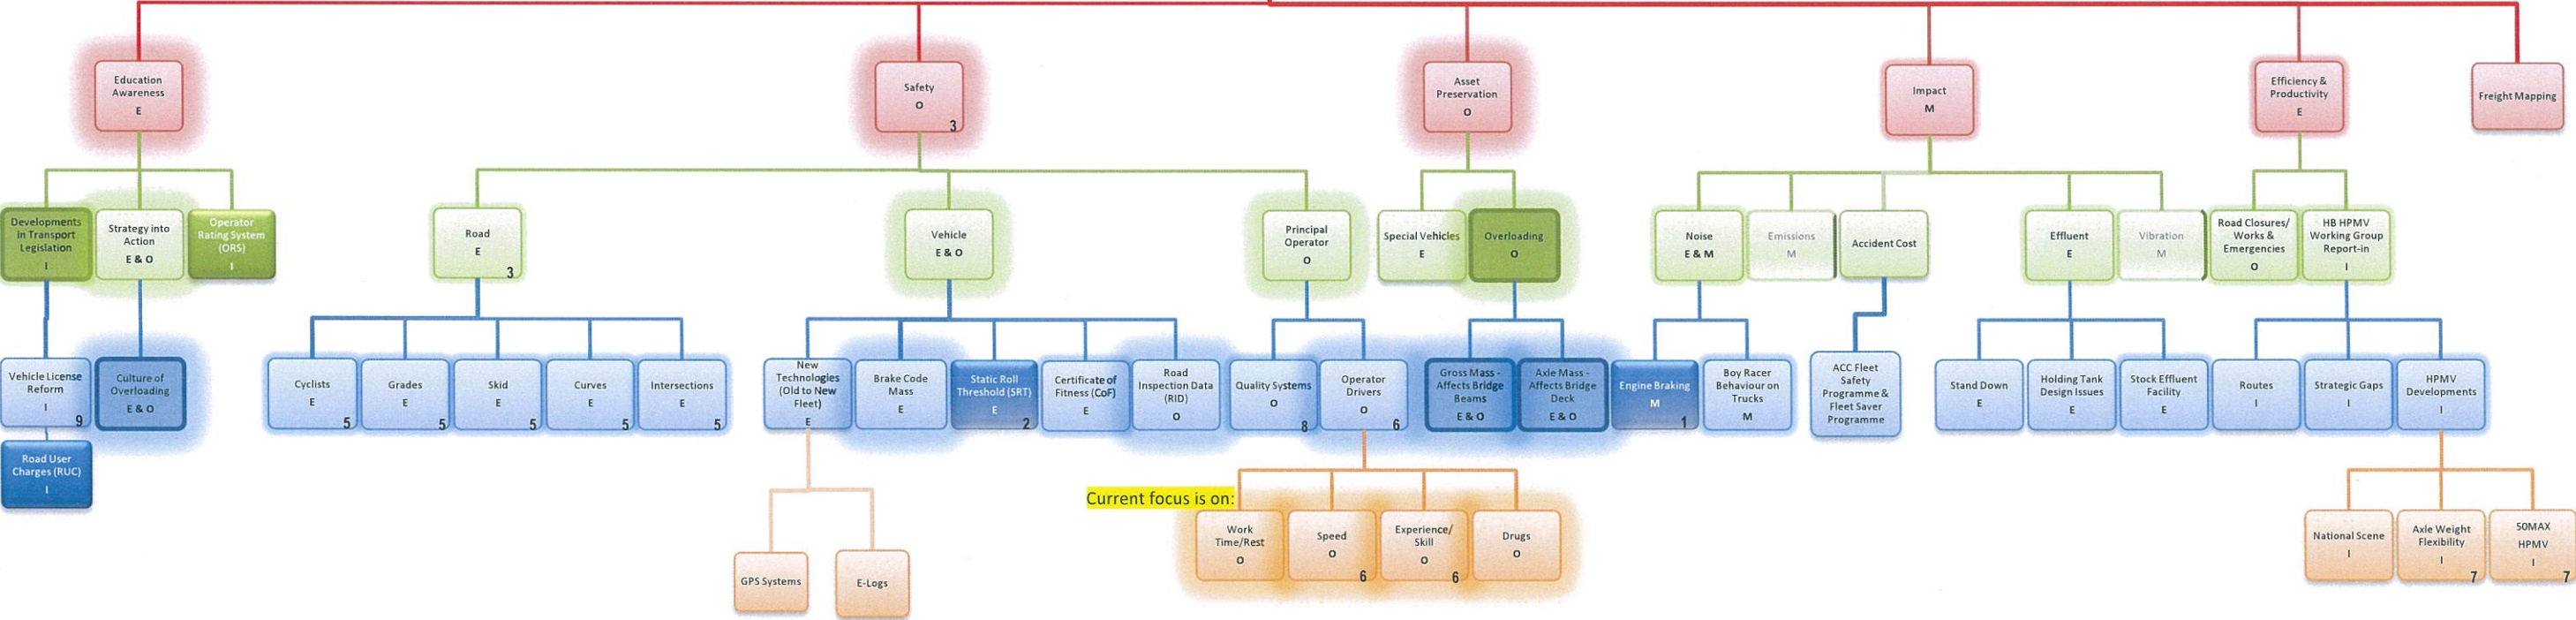 Education
Awareness
E
Safety
O
3
Asset
Preservation
O
Impact
M
Efficiency &
Productivity
E
Freight Mapping
Developments
in Transport
Legislation
I
Strategy into
Action
E & O
Operator
Rating System
(ORS)
I
Road
E
3
Vehicle
E & O
Principal
Operator
O
Special Vehicles
E
Overloading
O
Noise
E & M
Emissions
M
Accident Cost
Effluent
E
Vibration
M
Road Closures/
Works &
Emergencies
O
HB HPMV
Working Group
Report-in
I
Vehicle License
Reform
I
9
Culture of
Overloading
E & O
Cyclists
E
5
Grades
E
5
Skid
E
5
Curves
E
5
Intersections
E
5
New
Technologies
(Old to New
Fleet)
E
Brake Code
Mass
E
Static Roll
Threshold (SRT)
E
2
Certificate of
Fitness (CoF)
E
Road
Inspection Data
(RID)
O
Quality Systems
O
8
Operator
Drivers
O
6
Gross Mass -
Affects Bridge
Beams
E & O
Axle Mass -
Affects Bridge
Deck
E & O
Engine Braking
M
1
Boy Racer
Behaviour on
Trucks
M
ACC Fleet
Safety
Programme &
Fleet Saver
Programme
Stand Down
E
Holding Tank
Design Issues
E
Stock Effluent
Facility
E
Routes
I
Strategic Gaps
I
HPMV
Developments
I
Road User
Charges (RUC)
I
Current focus is on:
GPS Systems
E-Logs
Work
Time/Rest
O
Speed
O
6
Experience/
Skill
O
6
Drugs
O
National Scene
I
Axle Weight
Flexibility
I
7
50MAX
HPMV
I
7